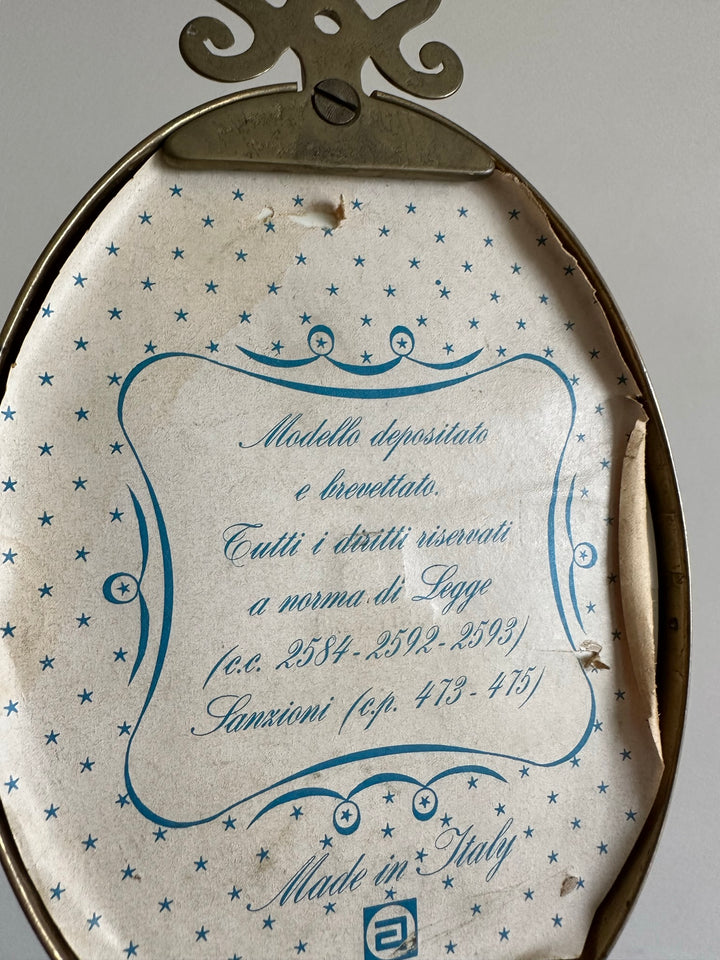 Modello depositato
e brevettato.
Tutti i diritti riservati
a norma di Legge
(c.c. 2584-2592-2593)
Sanzioni (c.p. 473-475)
Made in Italy